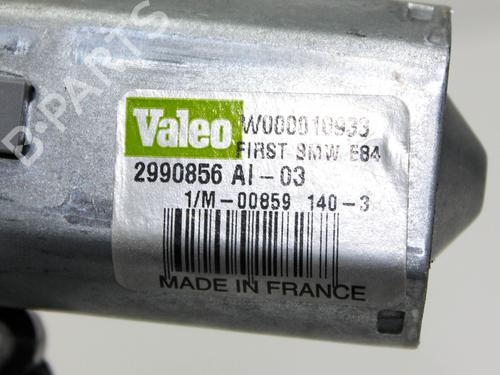 B-PARTS
Valeo W000010933
FIRST BMW E84
2990856 AI-03
1/M-00859 140-3
MADE IN FRANCE